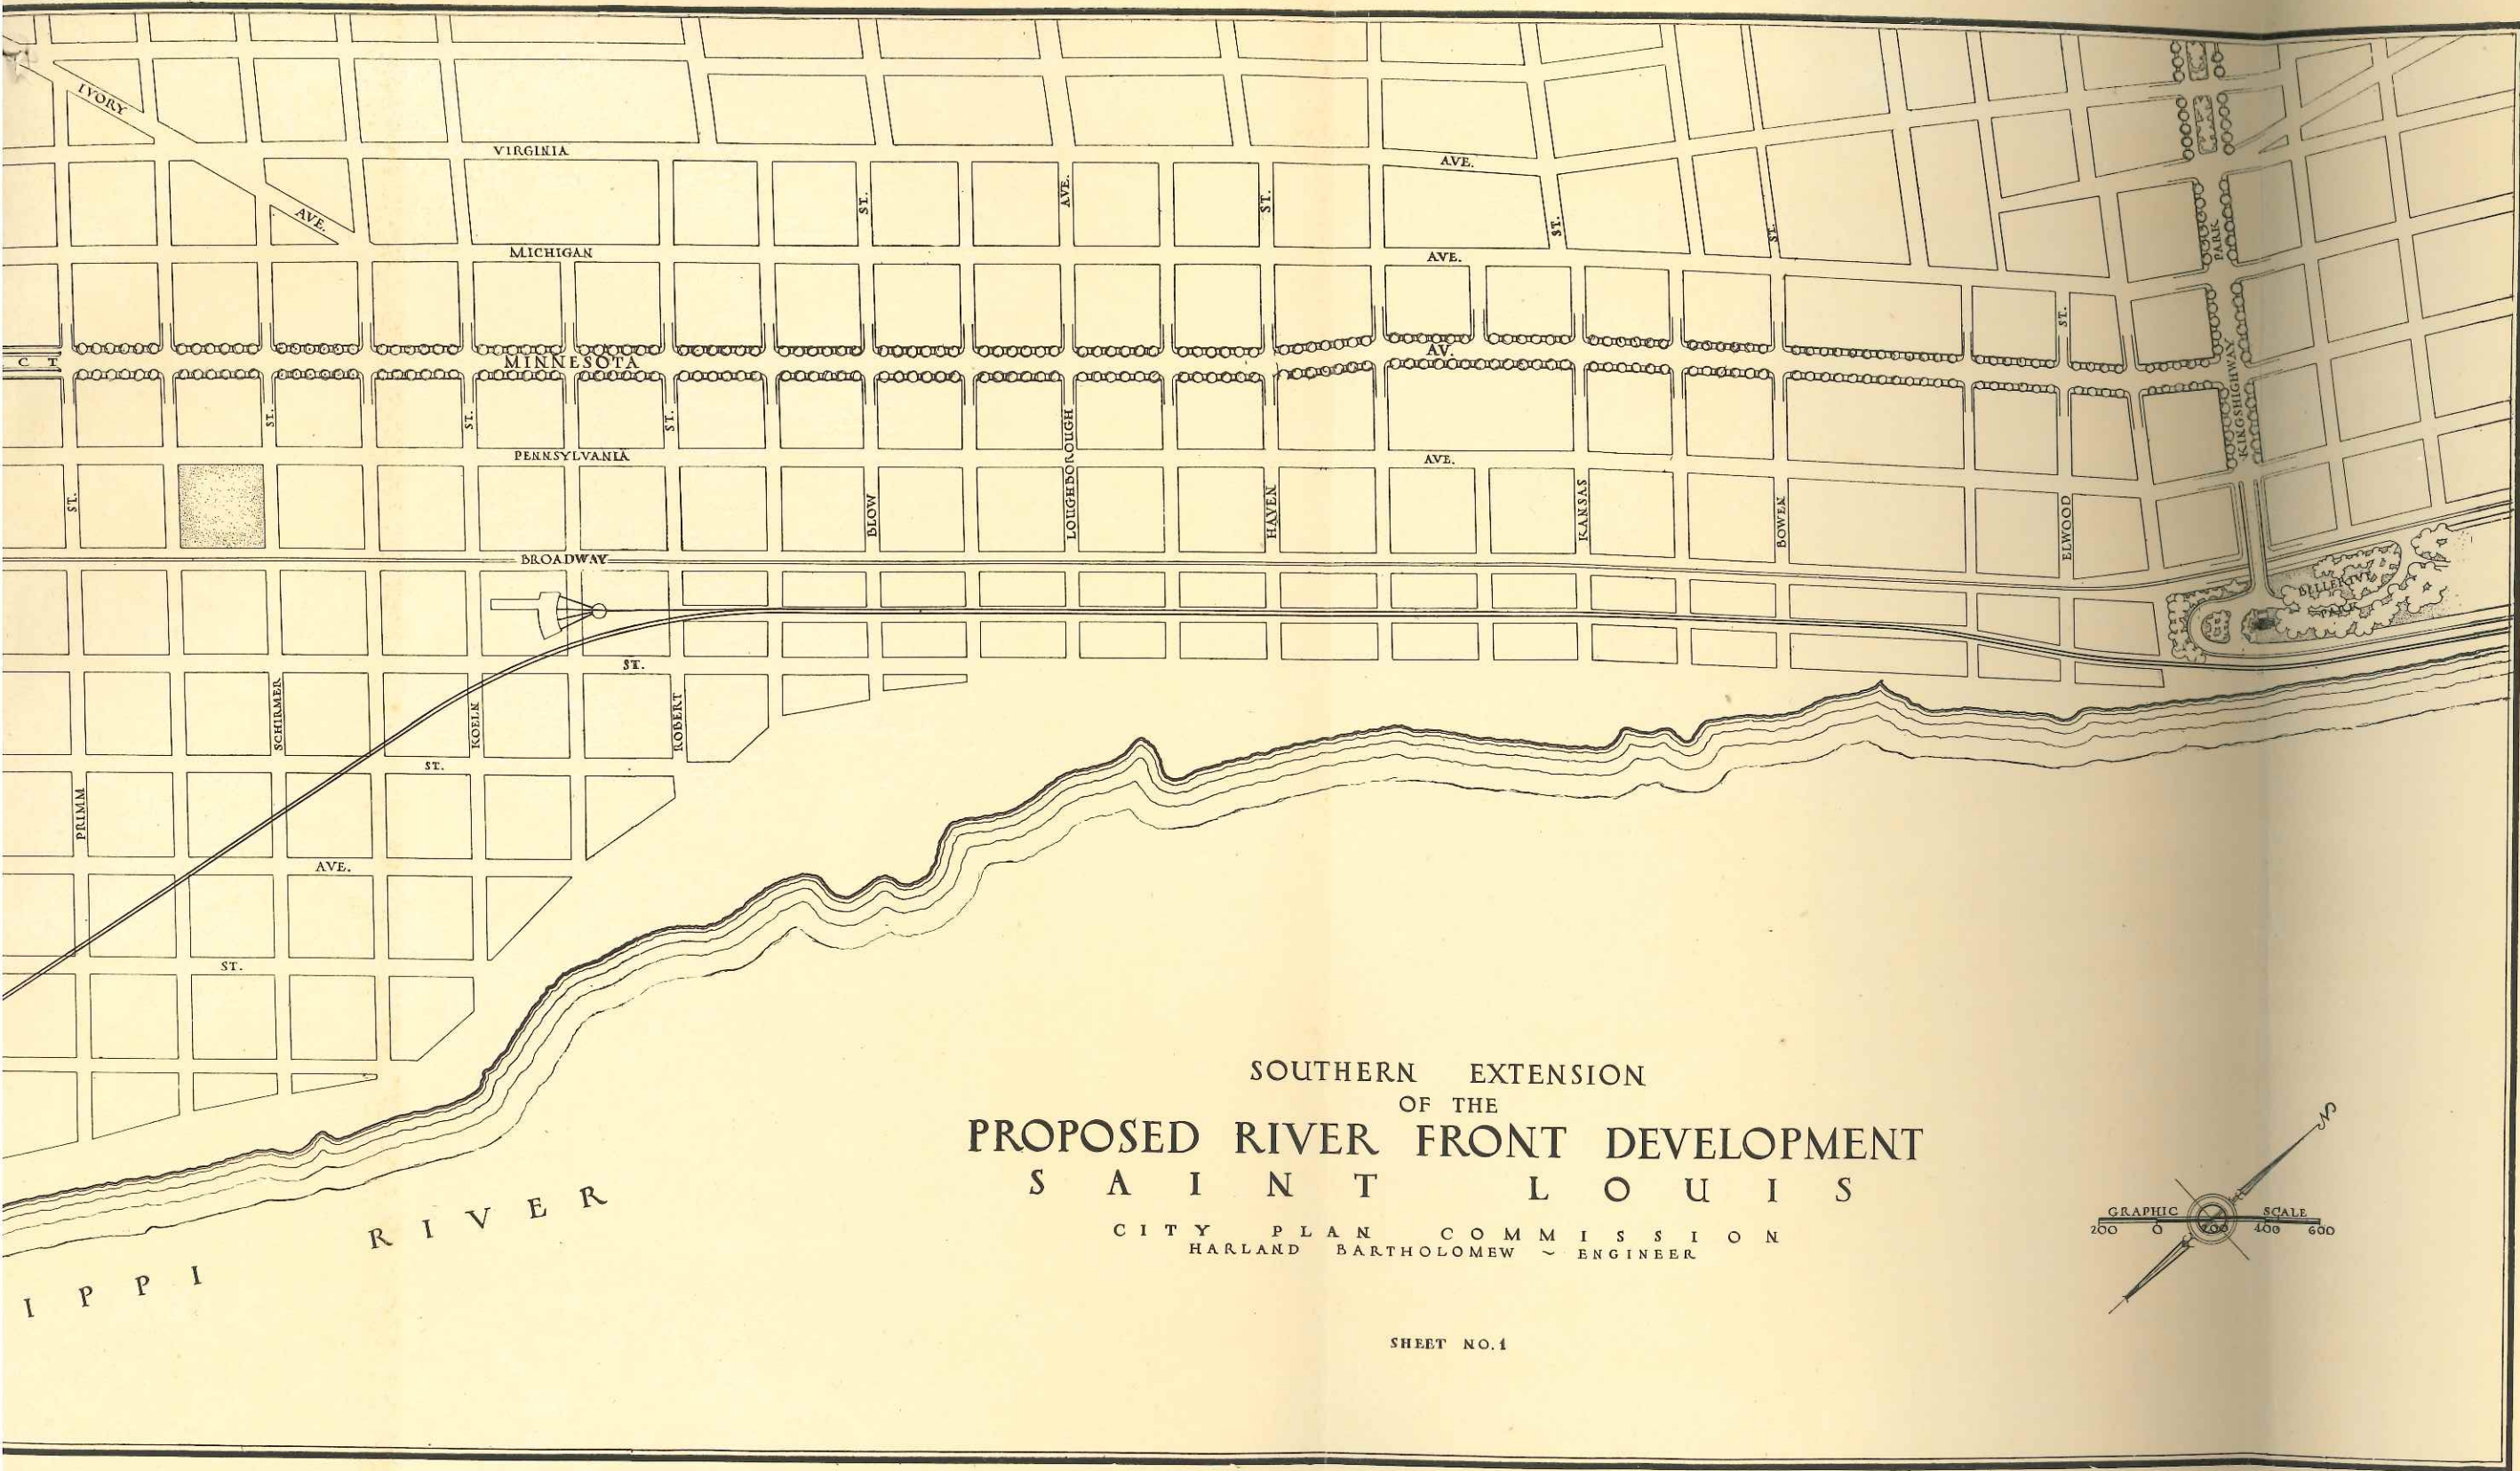 IVORY
AVE.
VIRGINIA
AVE.
ST.
AVE.
ST.
ST.
ST.
PARK
MICHIGAN
AVE.
ST.
C T
MINNESOTA
AV.
KINGSHIGHWAY
ST.
ST.
ST.
PENNSYLVANIA
AVE.
ST.
BLOW
LOUGHBOROUGH
HAVEN
KANSAS
BOWEN
ELWOOD
BROADWAY
BELLERIVE
PARK
ST.
SCHIRMER
KOELN
ROBERT
ST.
PRIMM
AVE.
ST.
RIVER
IPPI
SOUTHERN EXTENSION
OF THE
PROPOSED RIVER FRONT DEVELOPMENT
SAINT LOUIS
CITY PLAN COMMISSION
HARLAND BARTHOLOMEW ~ ENGINEER
SHEET NO. 1
N
GRAPHIC SCALE
200 0 200 400 600